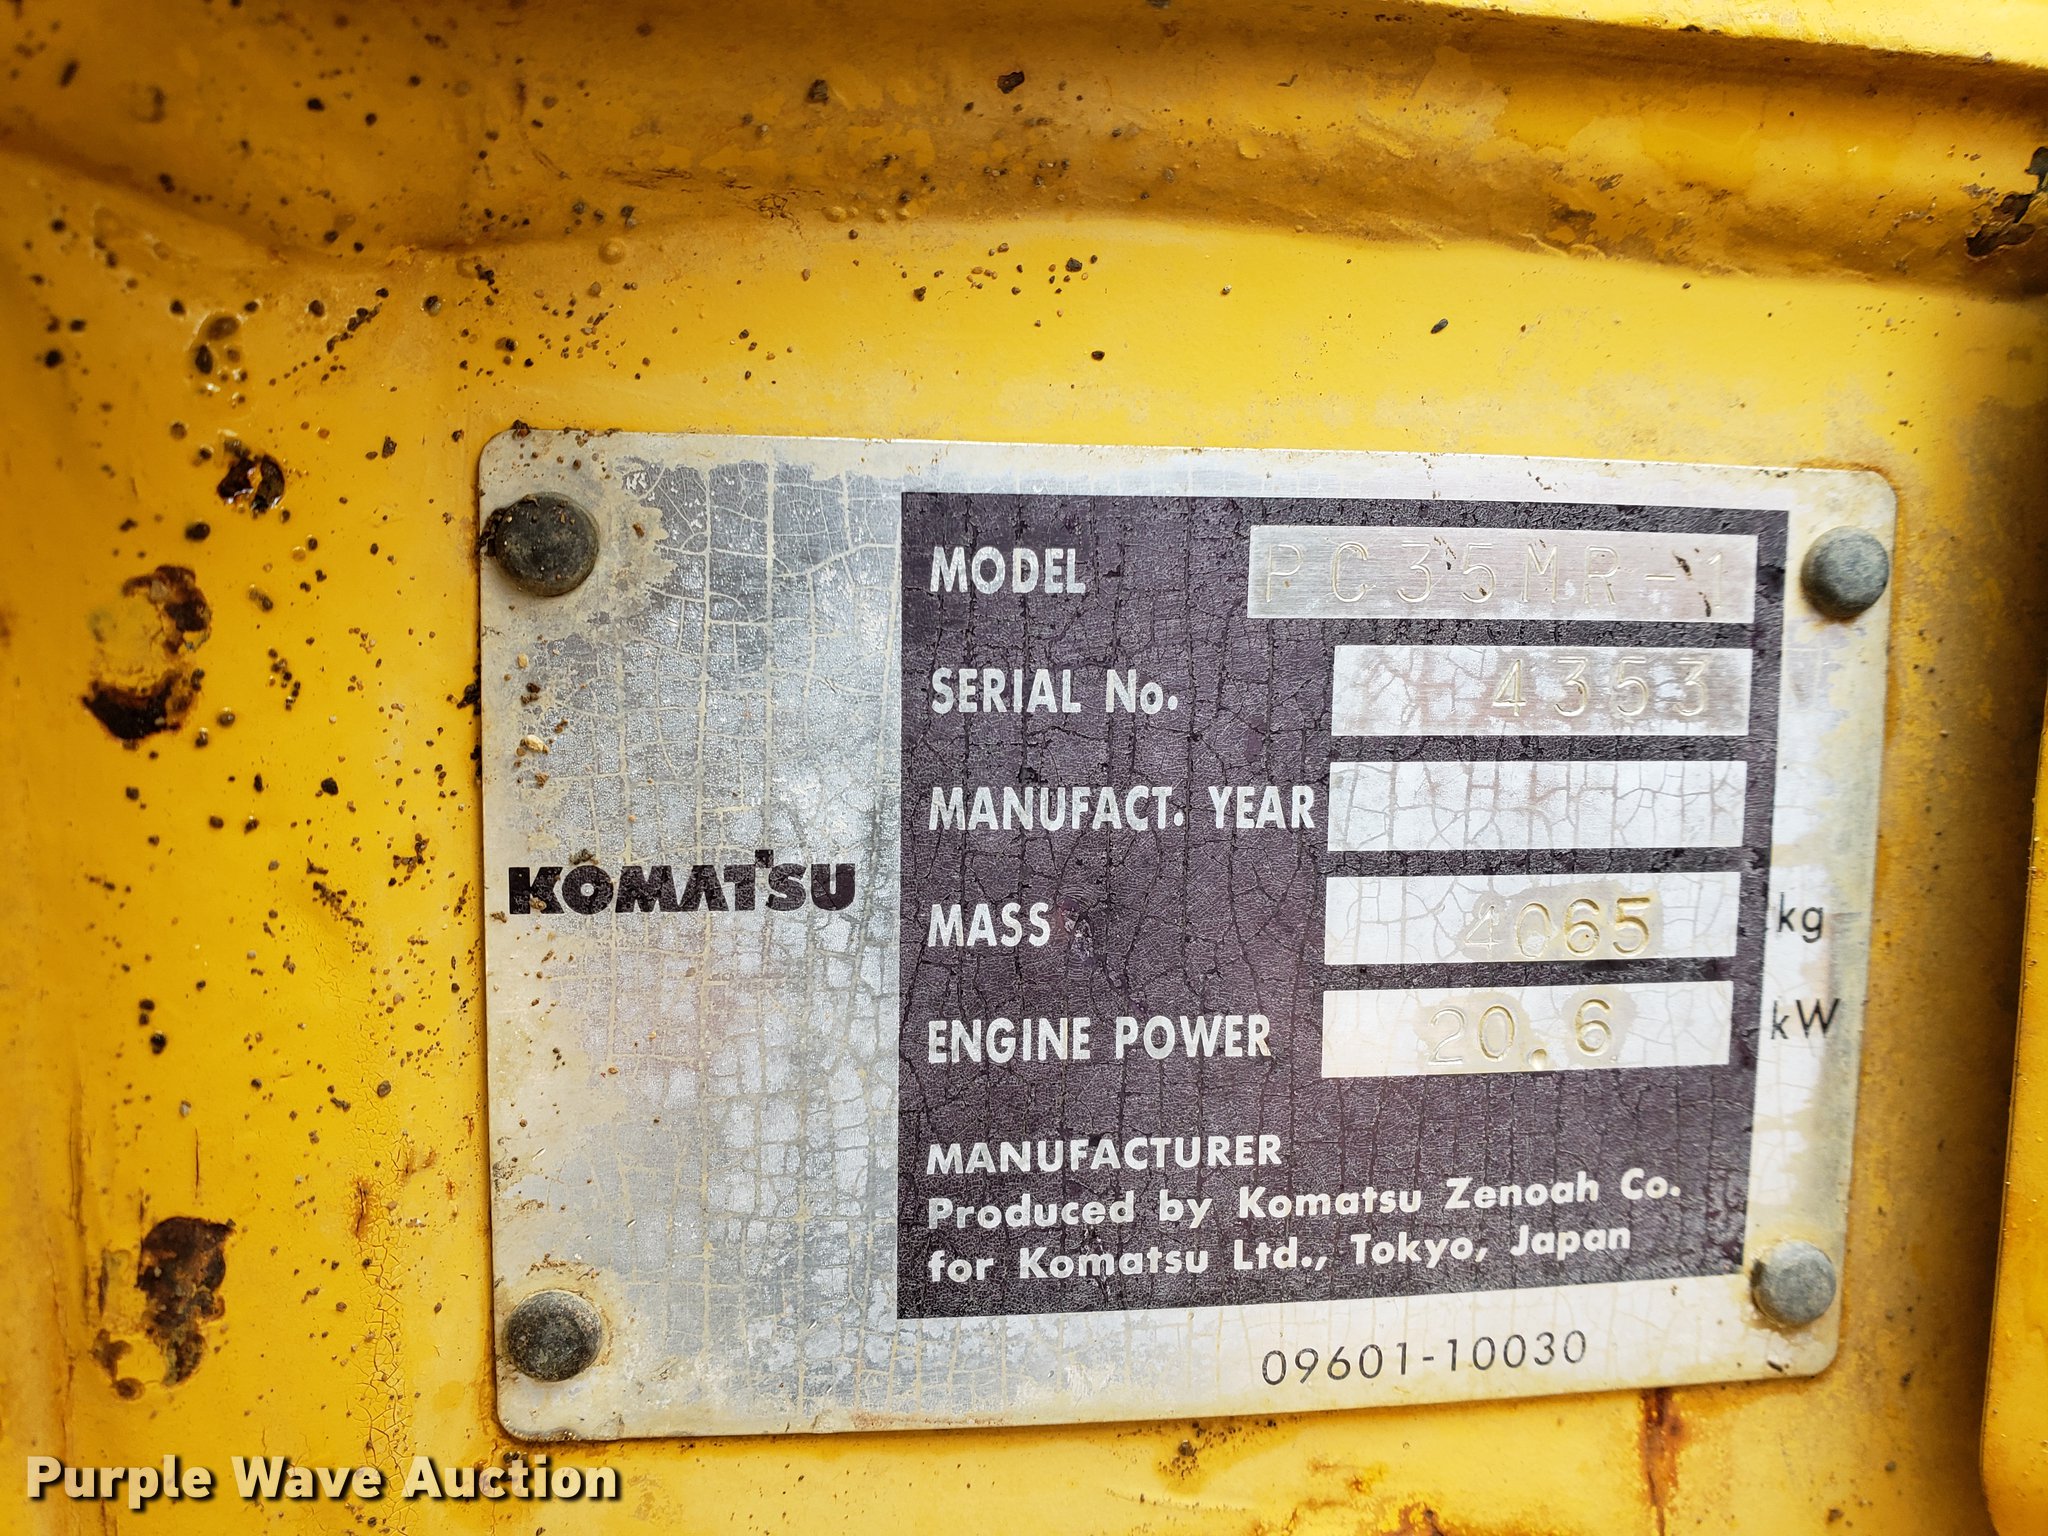 KOMATSU
MODEL PC35MR-1
SERIAL No. 4353
MANUFACT. YEAR
MASS 4065 kg
ENGINE POWER 20.6 kW
MANUFACTURER
Produced by Komatsu Zenoah Co.
for Komatsu Ltd., Tokyo, Japan
09601-10030
Purple Wave Auction